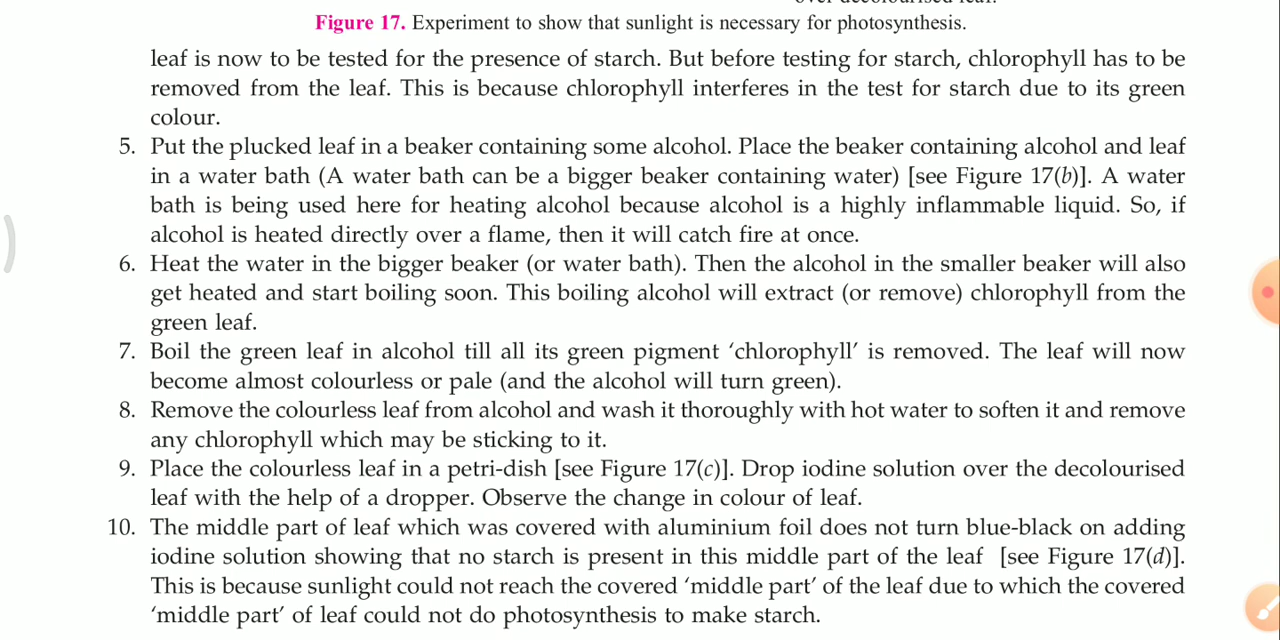 over decolourised leaf.
Figure 17. Experiment to show that sunlight is necessary for photosynthesis.
leaf is now to be tested for the presence of starch. But before testing for starch, chlorophyll has to be
removed from the leaf. This is because chlorophyll interferes in the test for starch due to its green
colour.
5. Put the plucked leaf in a beaker containing some alcohol. Place the beaker containing alcohol and leaf
in a water bath (A water bath can be a bigger beaker containing water) [see Figure 17(b)]. A water
bath is being used here for heating alcohol because alcohol is a highly inflammable liquid. So, if
alcohol is heated directly over a flame, then it will catch fire at once.
6. Heat the water in the bigger beaker (or water bath). Then the alcohol in the smaller beaker will also
get heated and start boiling soon. This boiling alcohol will extract (or remove) chlorophyll from the
green leaf.
7. Boil the green leaf in alcohol till all its green pigment ‘chlorophyll’ is removed. The leaf will now
become almost colourless or pale (and the alcohol will turn green).
8. Remove the colourless leaf from alcohol and wash it thoroughly with hot water to soften it and remove
any chlorophyll which may be sticking to it.
9. Place the colourless leaf in a petri-dish [see Figure 17(c)]. Drop iodine solution over the decolourised
leaf with the help of a dropper. Observe the change in colour of leaf.
10. The middle part of leaf which was covered with aluminium foil does not turn blue-black on adding
iodine solution showing that no starch is present in this middle part of the leaf [see Figure 17(d)].
This is because sunlight could not reach the covered ‘middle part’ of the leaf due to which the covered
‘middle part’ of leaf could not do photosynthesis to make starch.